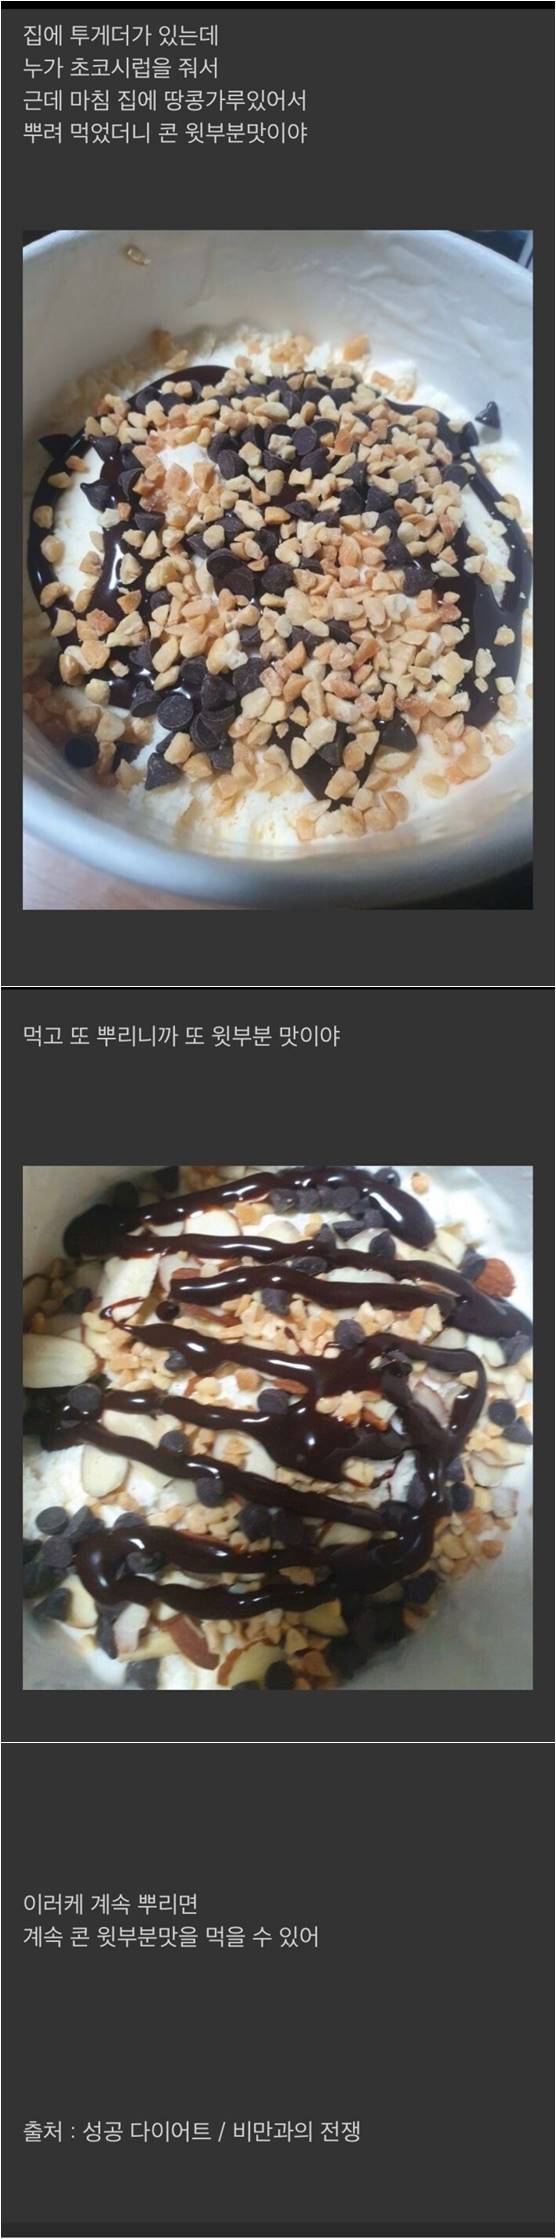 집에 투게더가 있는데
누가 초코시럽을 줘서
근데 마침 집에 땅콩가루있어서
뿌려 먹었더니 콘 윗부분맛이야
먹고 또 뿌리니까 또 윗부분 맛이야
이러케 계속 뿌리면
계속 콘 윗부분맛을 먹을 수 있어
출처 : 성공 다이어트 / 비만과의 전쟁